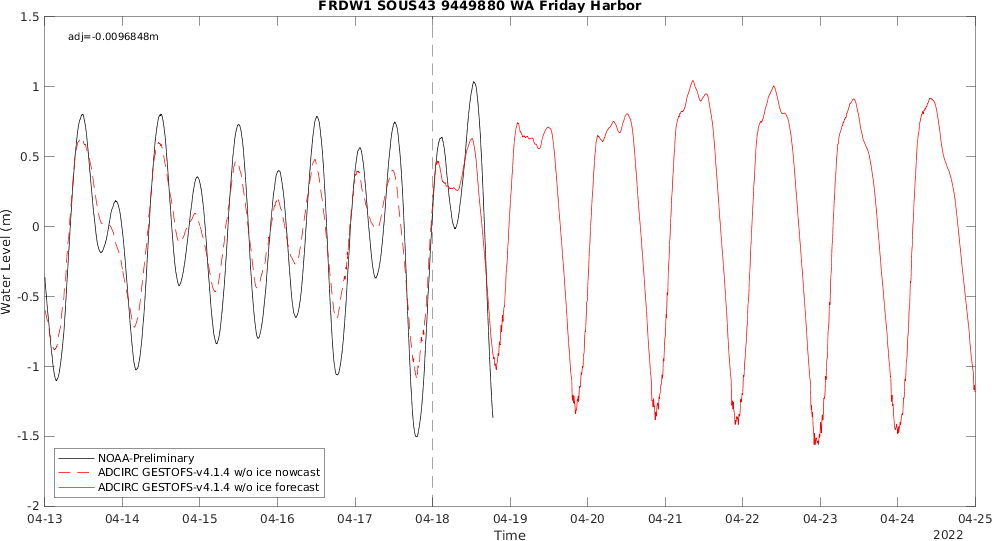 FRDW1 SOUS43 9449880 WA Friday Harbor
adj=-0.0096848m
1.5
1
0.5
0
-0.5
-1
-1.5
-2
Water Level (m)
NOAA-Preliminary
ADCIRC GESTOFS-v4.1.4 w/o ice nowcast
ADCIRC GESTOFS-v4.1.4 w/o ice forecast
04-13 04-14 04-15 04-16 04-17 04-18 04-19 04-20 04-21 04-22 04-23 04-24 04-25
Time
2022